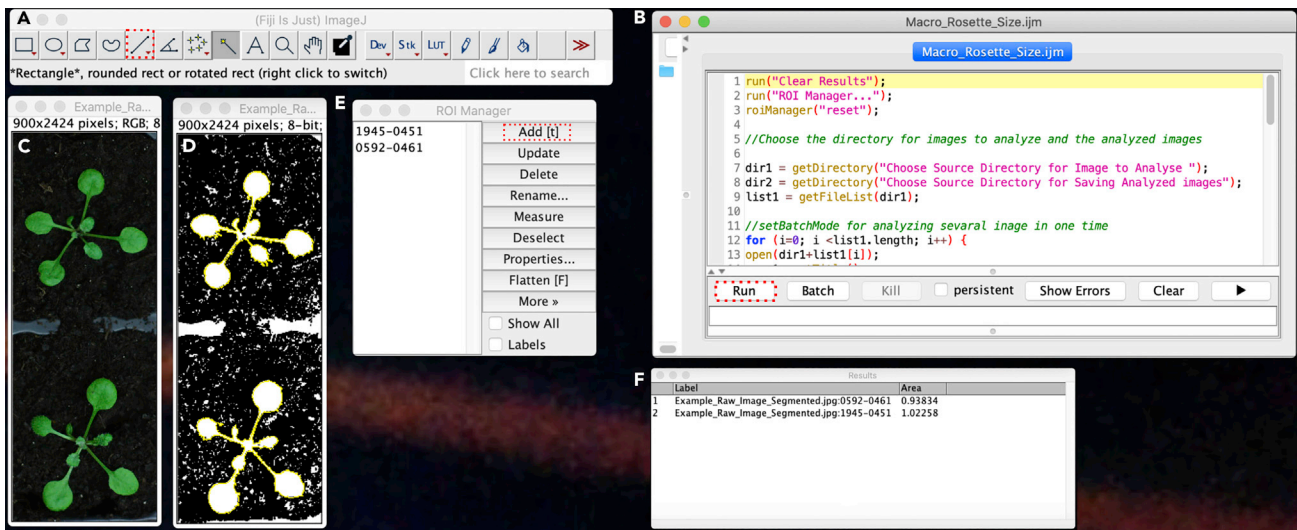 A
(Fiji Is Just) ImageJ
A
Dev Stk LUT
*Rectangle*, rounded rect or rotated rect (right click to switch)
Click here to search
B
Macro_Rosette_Size.ijm
Macro_Rosette_Size.ijm
1 run("Clear Results");
2 run("ROI Manager...");
3 roiManager("reset");
4
5 //Choose the directory for images to analyze and the analyzed images
6
7 dir1 = getDirectory("Choose Source Directory for Image to Analyse ");
8 dir2 = getDirectory("Choose Source Directory for Saving Analyzed images");
9 list1 = getFileList(dir1);
10
11 //setBatchMode for analyzing sevaral inage in one time
12 for (i=0; i <list1.length; i++) {
13 open(dir1+list1[i]);
Run
Batch
Kill
persistent
Show Errors
Clear
Example_Ra...
900x2424 pixels; RGB; 8
C
Example_Ra...
900x2424 pixels; 8-bit;
D
E
ROI Manager
1945-0451
0592-0461
Add [t]
Update
Delete
Rename...
Measure
Deselect
Properties...
Flatten [F]
More »
Show All
Labels
F
Results
Label Area
1 Example_Raw_Image_Segmented.jpg:0592-0461 0.93834
2 Example_Raw_Image_Segmented.jpg:1945-0451 1.02258